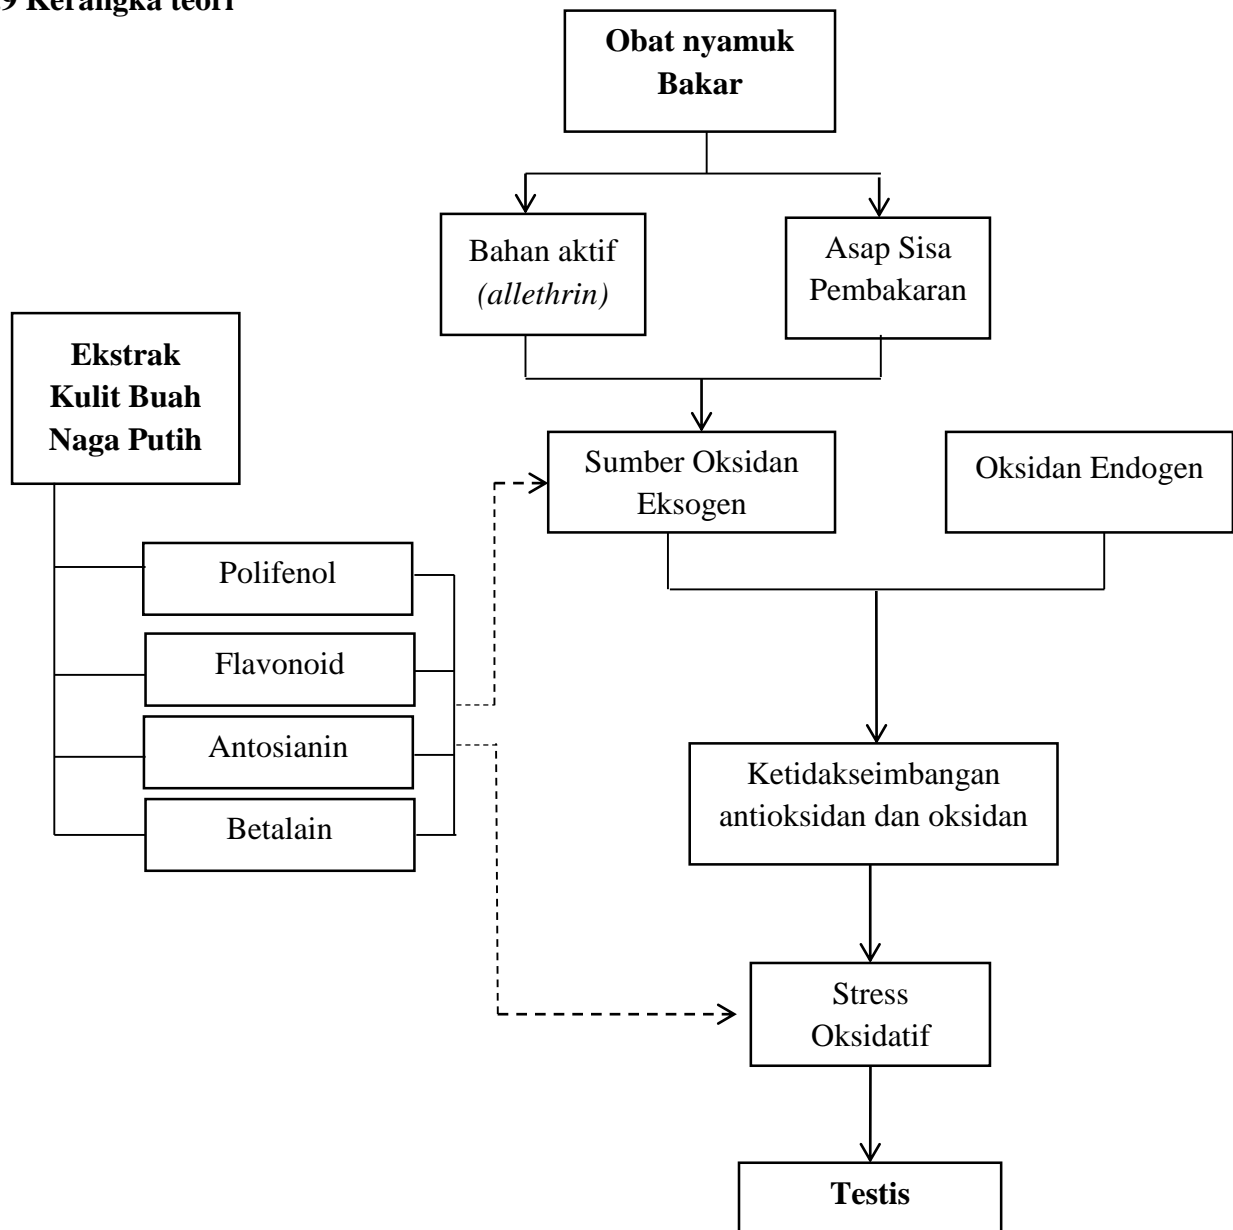 9 Kerangka teori
Obat nyamuk
Bakar
Bahan aktif
(allethrin)
Asap Sisa
Pembakaran
Ekstrak
Kulit Buah
Naga Putih
Sumber Oksidan
Eksogen
Oksidan Endogen
Polifenol
Flavonoid
Antosianin
Betalain
Ketidakseimbangan
antioksidan dan oksidan
Stress
Oksidatif
Testis